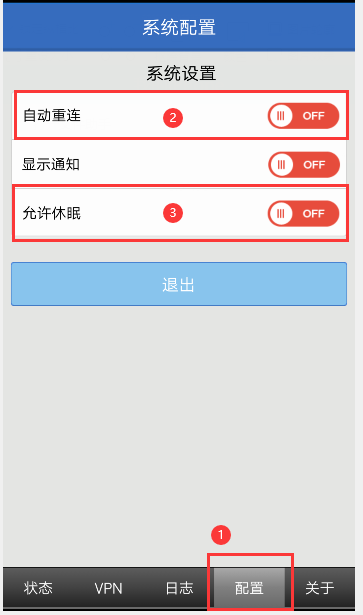 系统配置
系统设置
自动重连 2 OFF
显示通知 OFF
允许休眠 3 OFF
退出
1
状态 VPN 日志 配置 关于